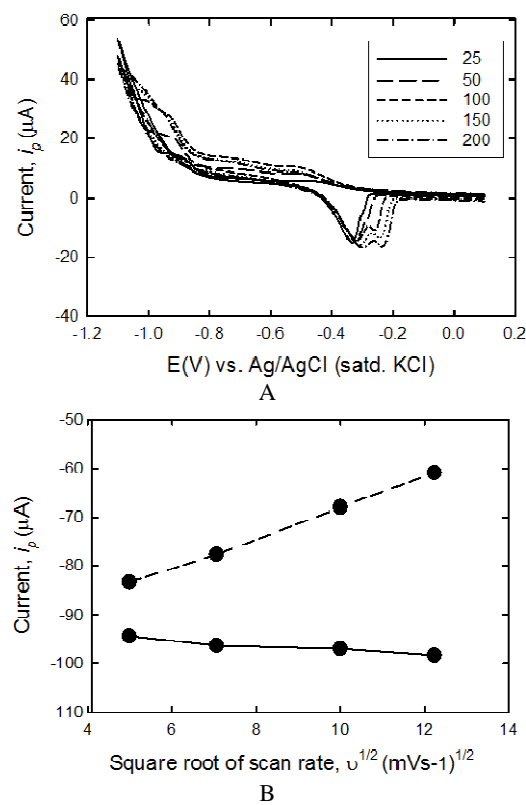 60
40
20
0
-20
-40
Current, ip (µA)
25
50
100
150
200
-1.2 -1.0 -0.8 -0.6 -0.4 -0.2 0.0 0.2
E(V) vs. Ag/AgCl (satd. KCl)
A
-50
-60
-70
-80
-90
-100
110
Current, ip (µA)
4 6 8 10 12 14
Square root of scan rate, υ1/2 (mVs-1)1/2
B